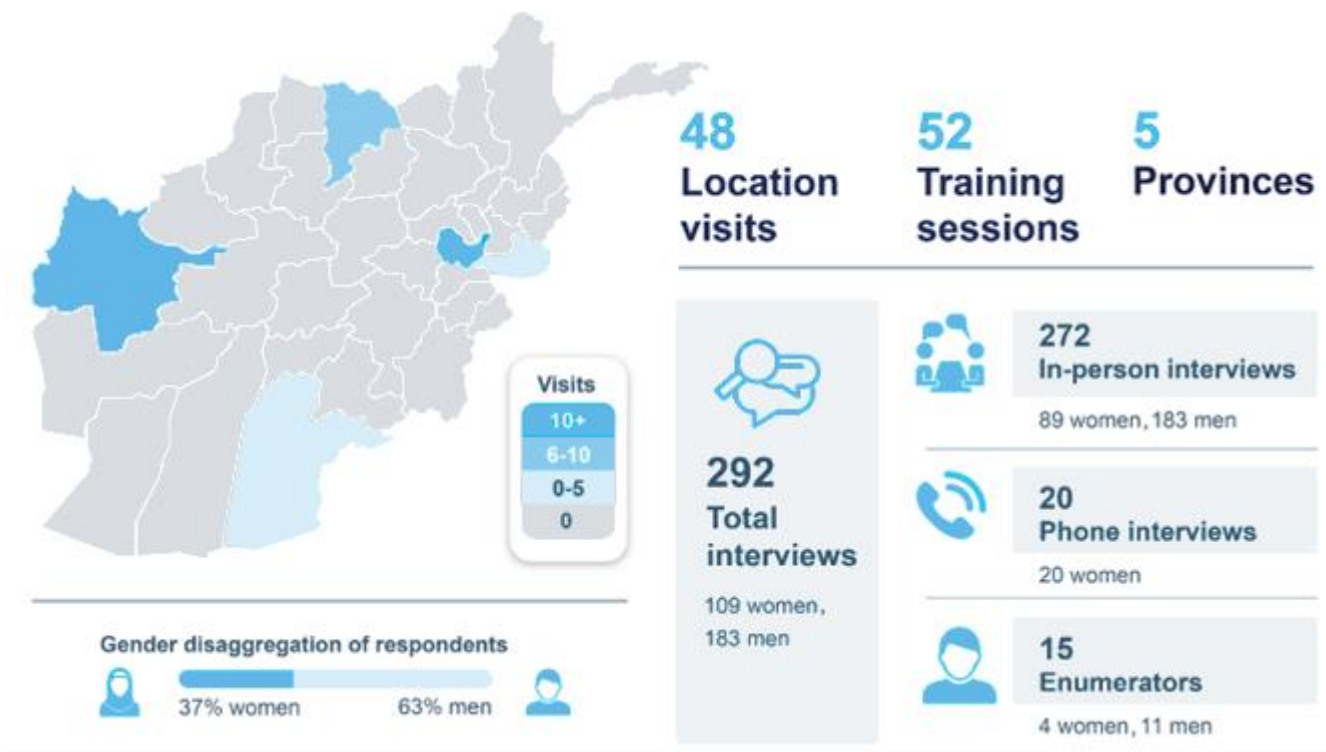 48
Location
visits
52
Training
sessions
5
Provinces
Visits
10+
6-10
0-5
0
292
Total
interviews
109 women,
183 men
272
In-person interviews
89 women, 183 men
20
Phone interviews
20 women
15
Enumerators
4 women, 11 men
Gender disaggregation of respondents
37% women
63% men